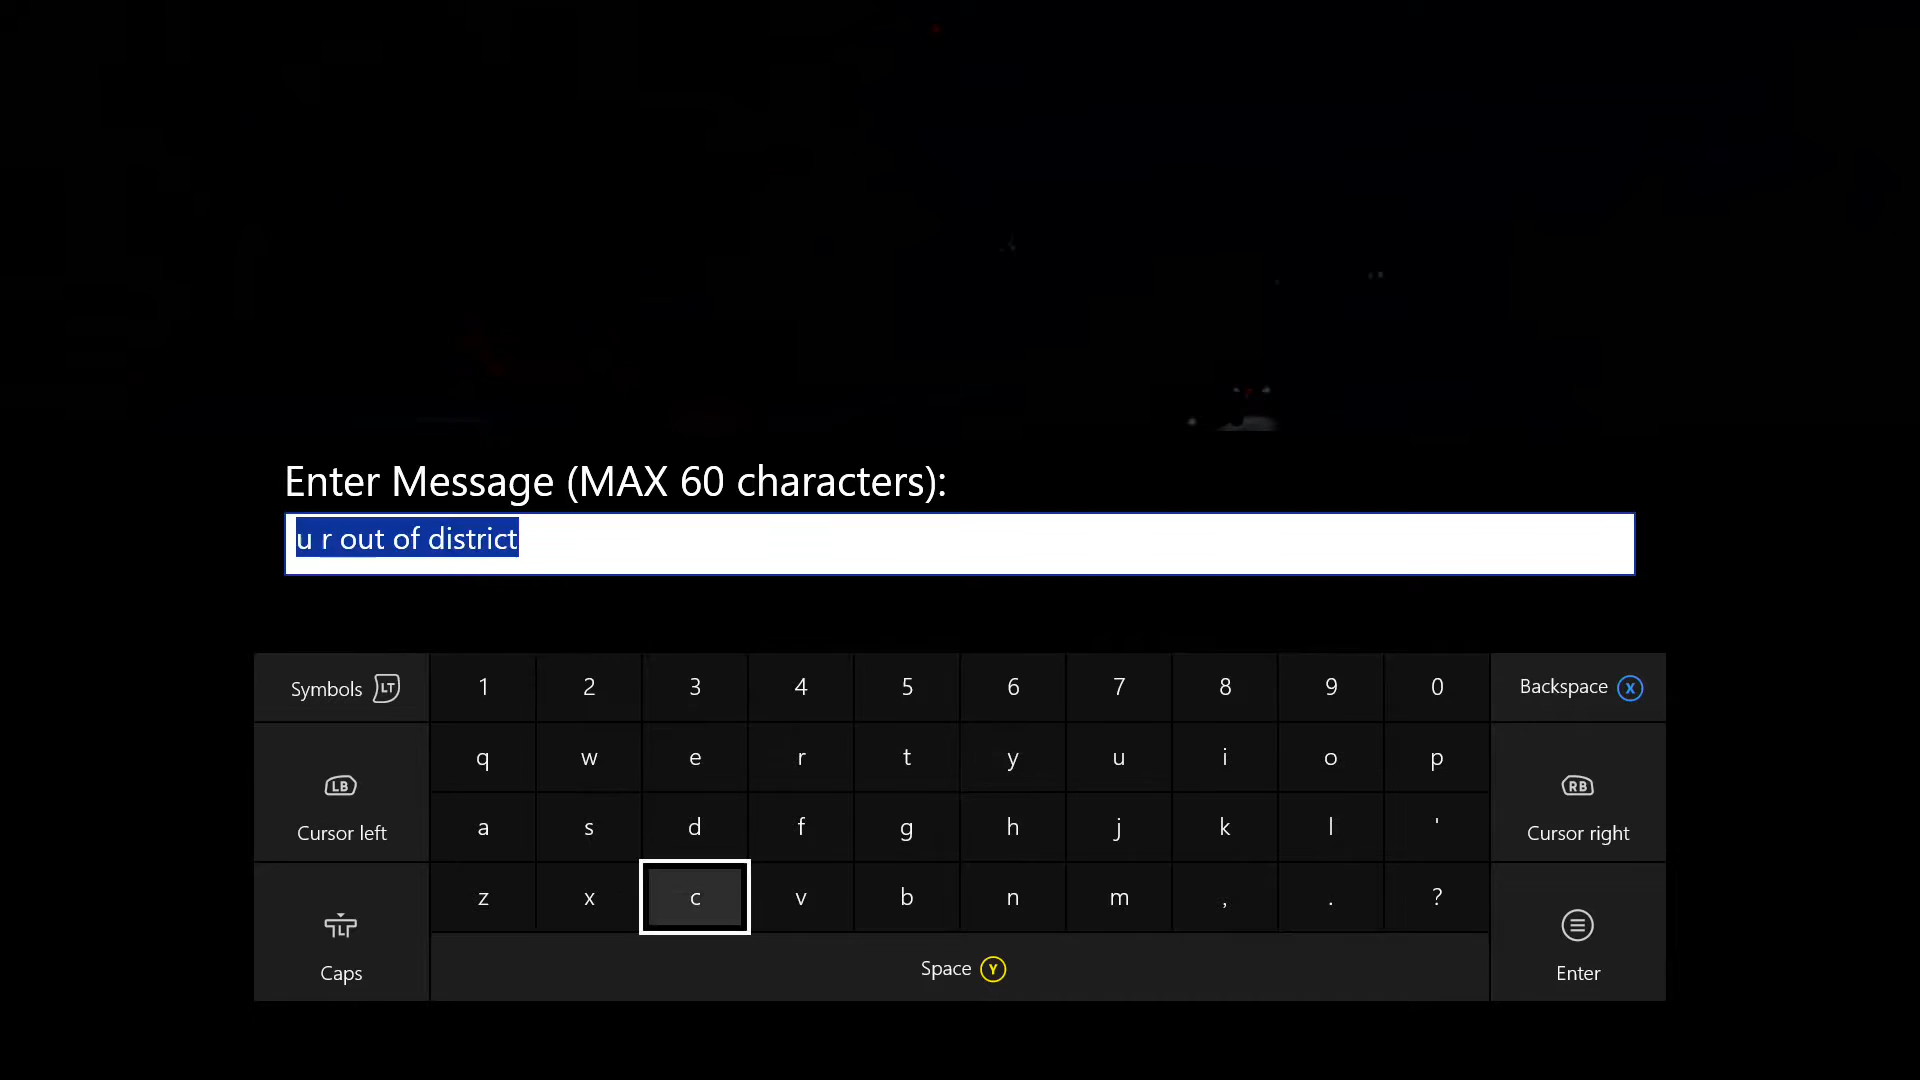 Enter Message (MAX 60 characters):
u r out of district
Symbols LT 1 2 3 4 5 6 7 8 9 0 Backspace X
q w e r t y u i o p
LB RB
Cursor left a s d f g h j k l ' Cursor right
z x c v b n m , . ?
Caps Space Y Enter